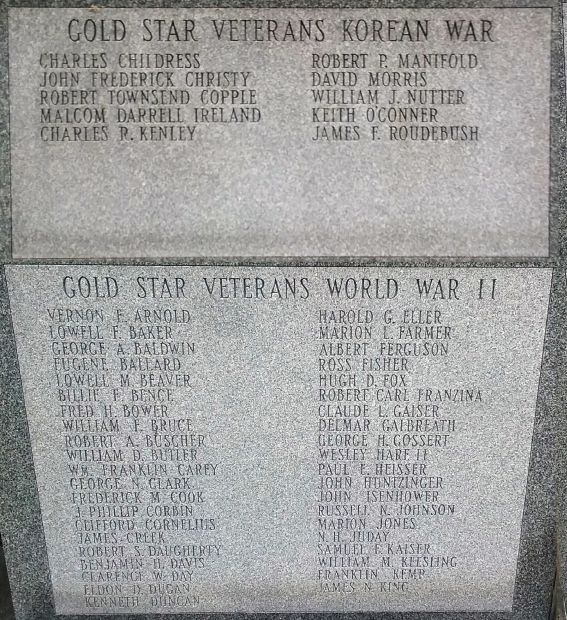 GOLD STAR VETERANS KOREAN WAR
CHARLES CHILDRESS
JOHN FREDERICK CHRISTY
ROBERT TOWNSEND COPPLE
MALCOM DARRELL IRELAND
CHARLES R. KENLEY
ROBERT P. MANIFOLD
DAVID MORRIS
WILLIAM J. NUTTER
KEITH O'CONNER
JAMES F. ROUDEBUSH
GOLD STAR VETERANS WORLD WAR II
VERNON F. ARNOLD
LOWELL F. BAKER
GEORGE A. BALDWIN
EUGENE BALLARD
LOWELL M. BEAVER
BILLIE F. BENCE
FRED H. BOWER
WILLIAM F. BRUCE
ROBERT A. BUSCHER
WILLIAM D. BUTLER
WM. FRANKLIN CAREY
GEORGE N. CLARK
FREDERICK M. COOK
J. PHILLIP CORBIN
CLIFFORD CORNELIUS
JAMES CREEK
ROBERT S. DAUGHERTY
BENJAMIN H. DAVIS
CLARENCE W. DAY
ELDON D. DUGAN
KENNETH DUNCAN
HAROLD G. ELLER
MARION L. FARMER
ALBERT FERGUSON
ROSS FISHER
HUGH D. FOX
ROBERT CARL FRANZINA
CLAUDE L. GAISER
DELMAR GALBREATH
GEORGE H. GOSSERT
WESLEY HARE II
PAUL E. HEISSER
JOHN HUNTZINGER
JOHN ISENHOWER
RUSSELL N. JOHNSON
MARION JONES
N. H. JUDAY
SAMUEL F. KAISER
WILLIAM M. KEESLING
FRANKLIN KEMP
JAMES N. KING